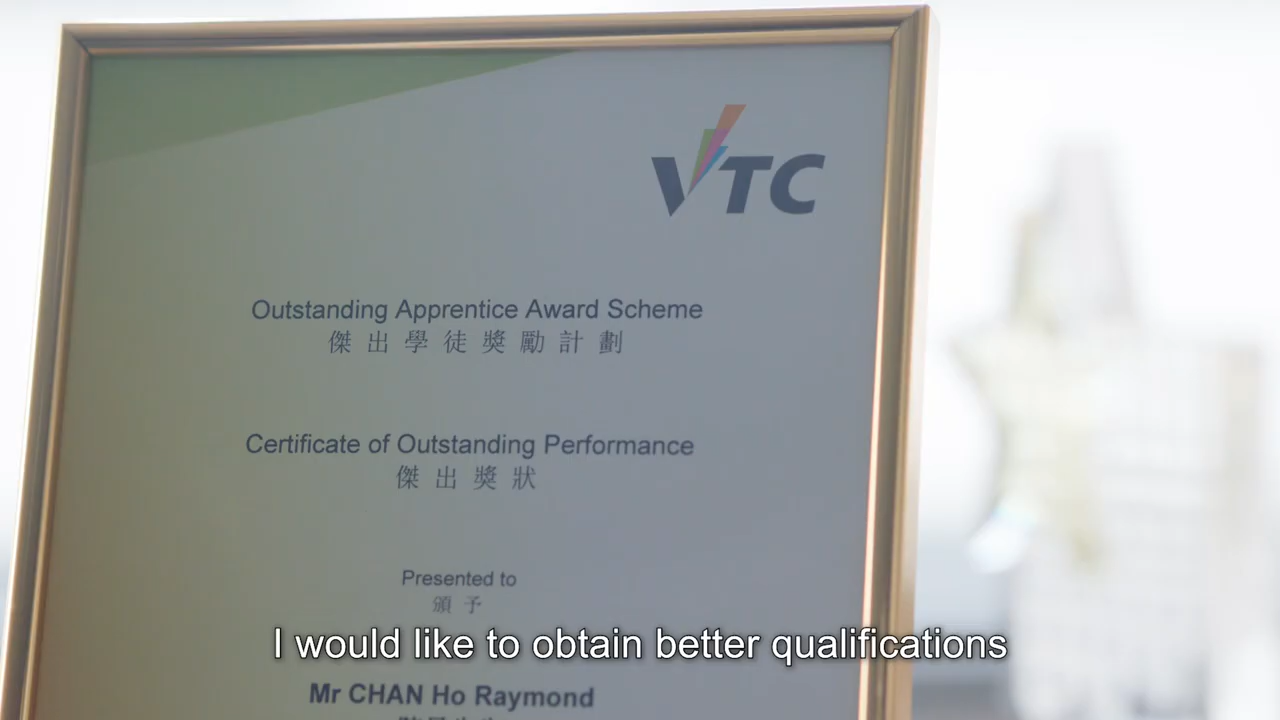 VTC
Outstanding Apprentice Award Scheme
傑出學徒獎勵計劃
Certificate of Outstanding Performance
傑出獎狀
Presented to
頒予
I would like to obtain better qualifications
Mr CHAN Ho Raymond